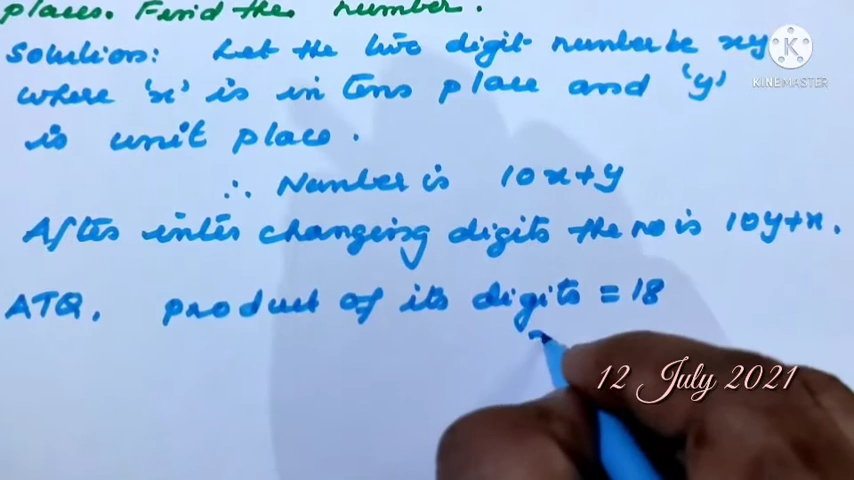 places. Find the number.
Solution: Let the two digit number be xy
where 'x' is in tens place and 'y'
is unit place.
∴ Number is 10x+y
After inter changing digits the no is 10y+x.
ATQ. product of its digits = 18
KINEMASTER
12 July 2021